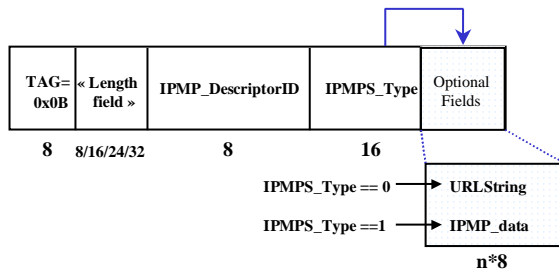 TAG=
0x0B
« Length
field »
IPMP_DescriptorID
IPMPS_Type
Optional
Fields
8
8/16/24/32
8
16
IPMPS_Type == 0
URLString
IPMPS_Type ==1
IPMP_data
n*8